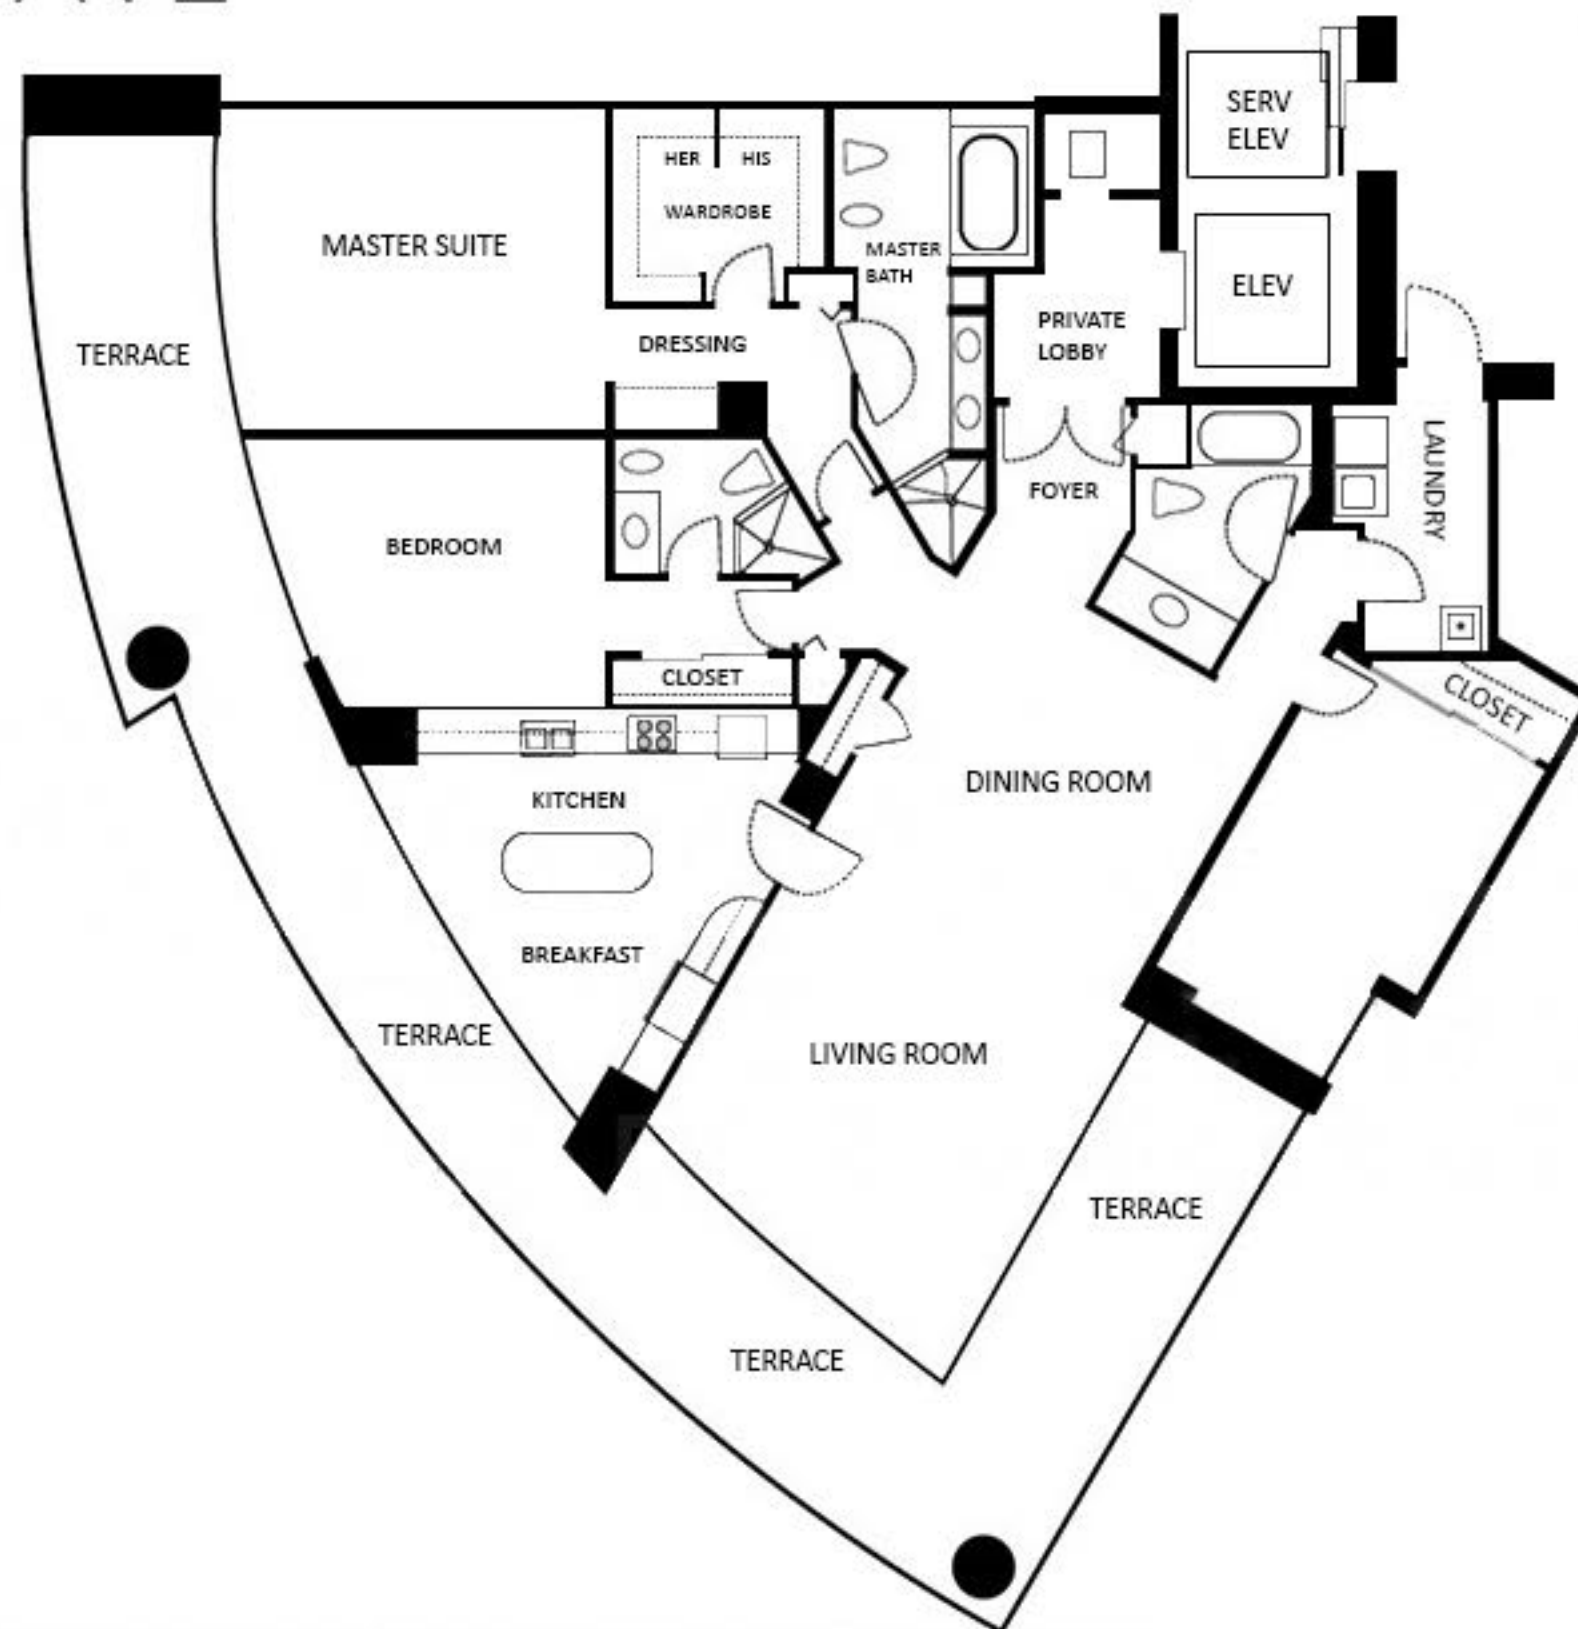 SERV
ELEV
HER HIS
WARDROBE
MASTER SUITE
MASTER
BATH
ELEV
PRIVATE
LOBBY
DRESSING
TERRACE
LAUNDRY
FOYER
BEDROOM
CLOSET
CLOSET
DINING ROOM
KITCHEN
BREAKFAST
TERRACE
LIVING ROOM
TERRACE
TERRACE